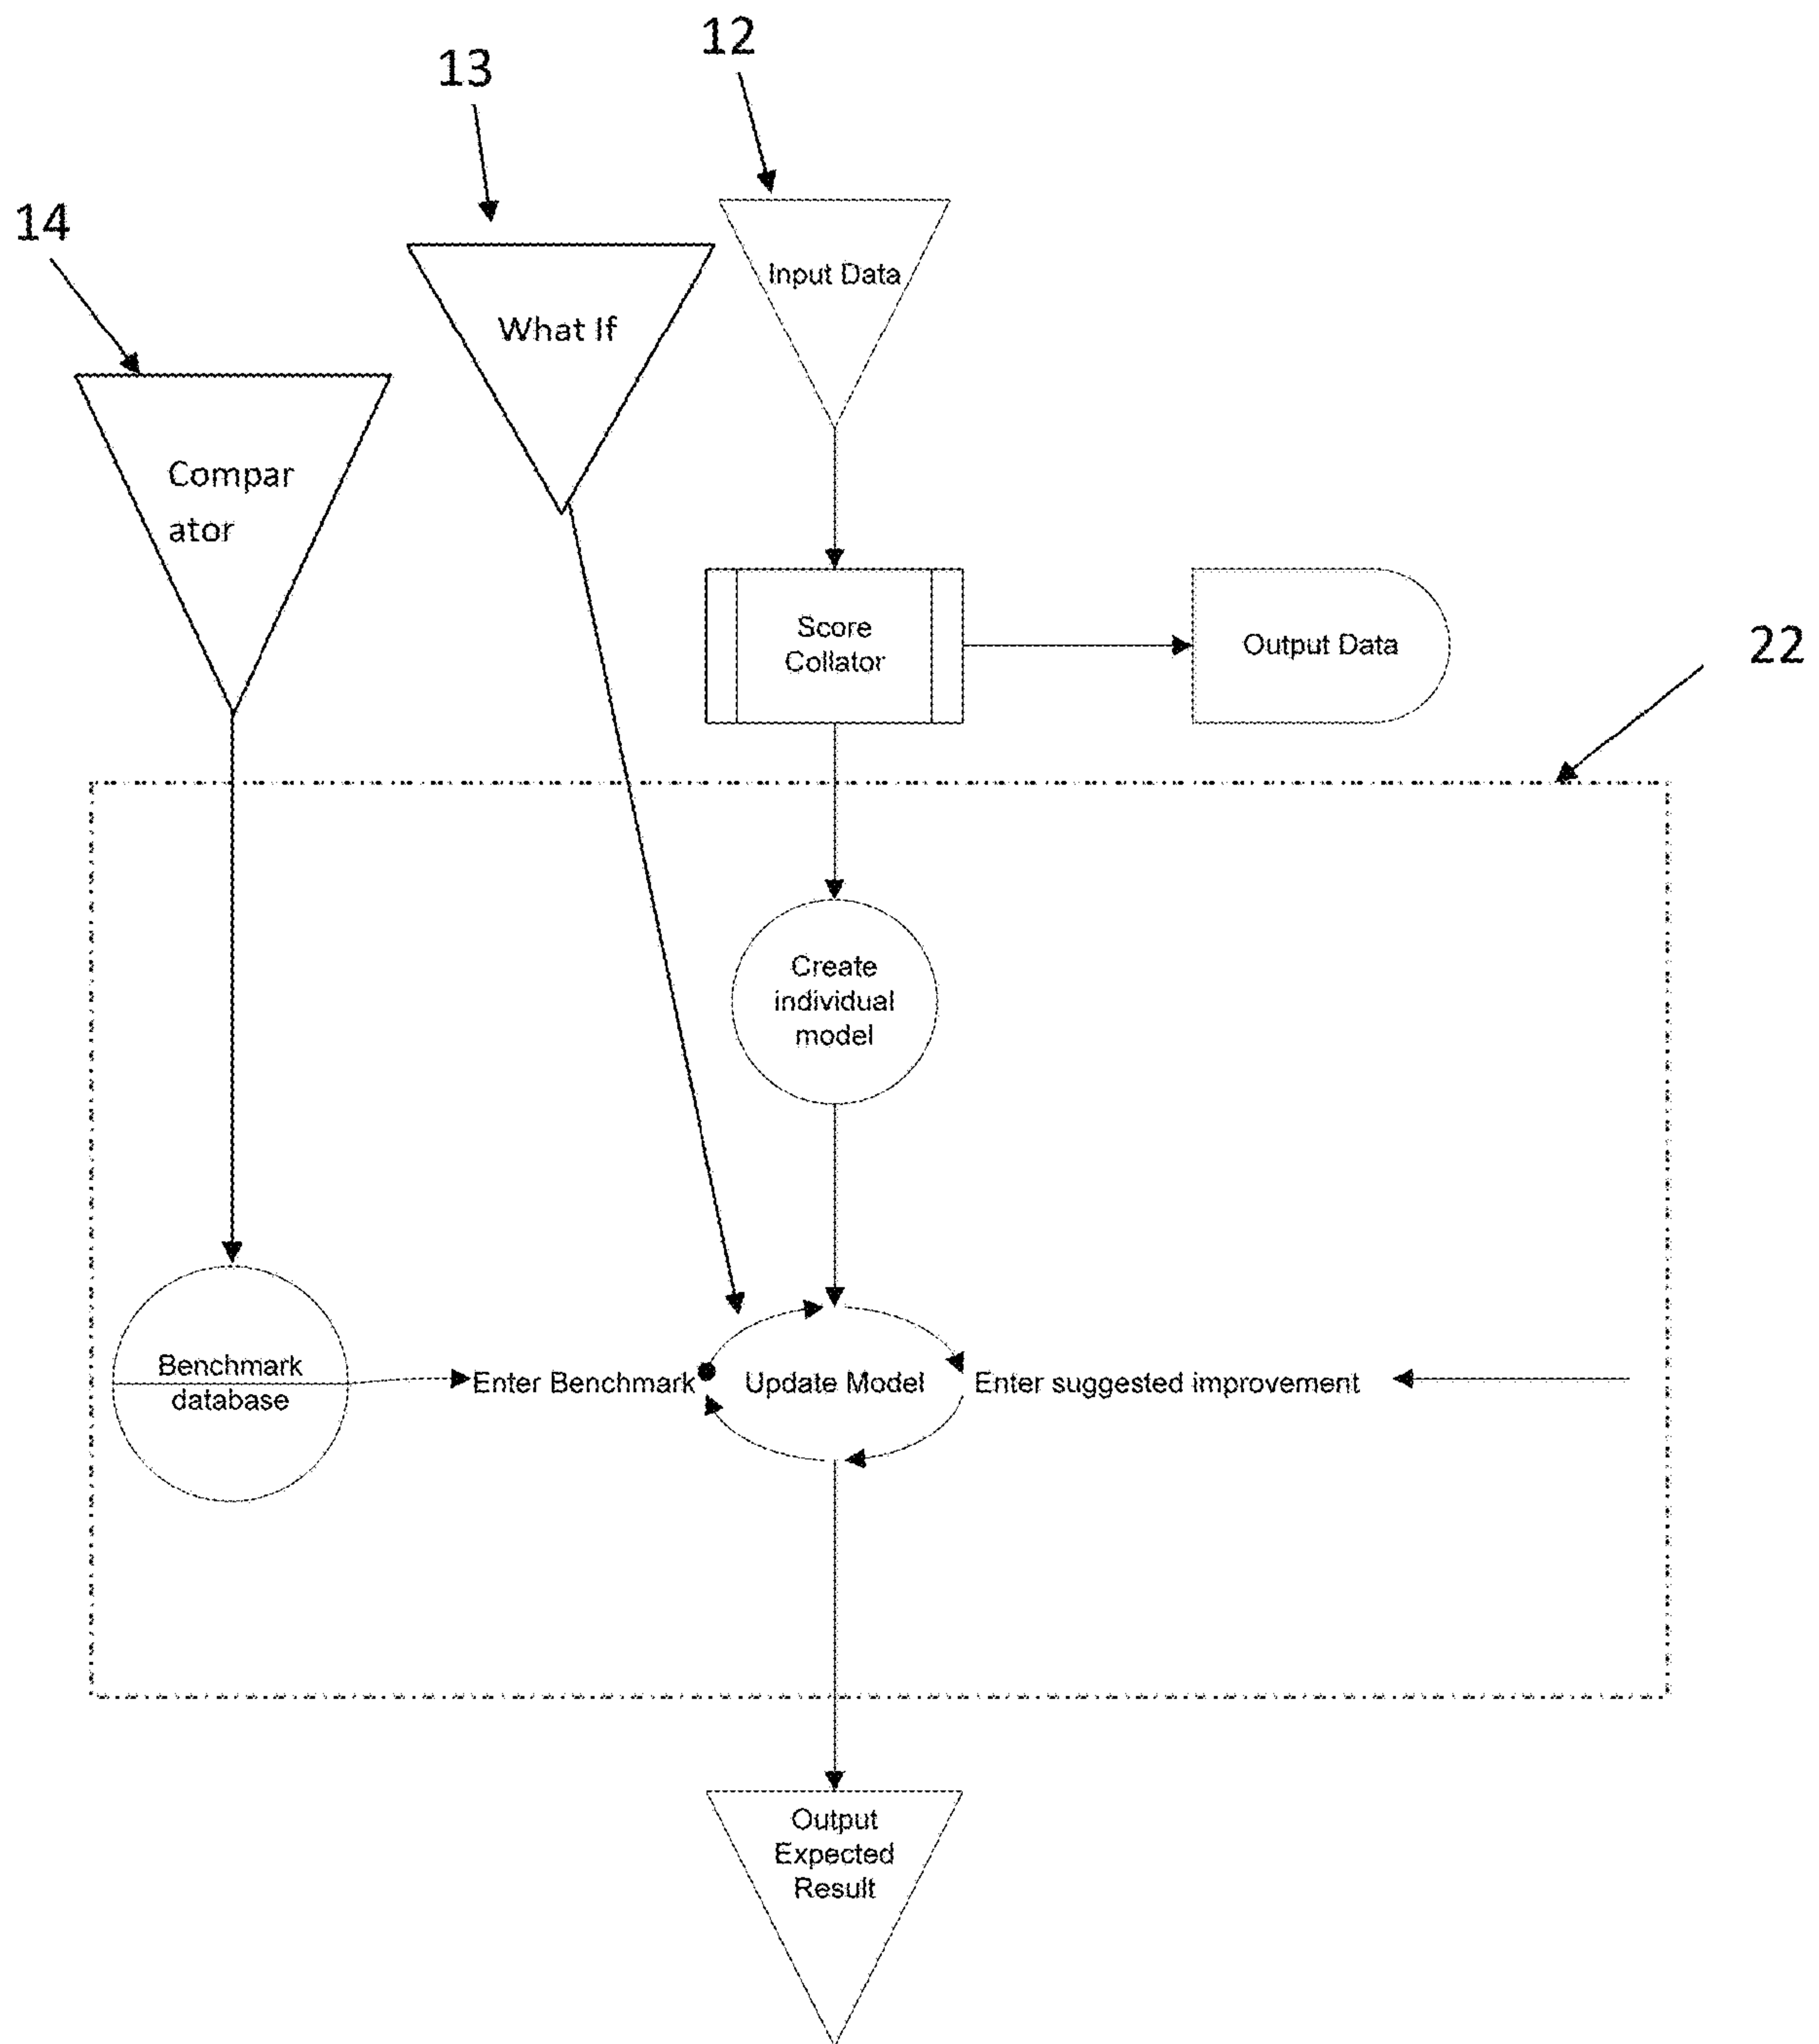 12
13
14
Input Data
What If
Compar
ator
Score
Collator
Output Data
22
Create
individual
model
Benchmark
database
Enter Benchmark
Update Model
Enter suggested improvement
Output
Expected
Result